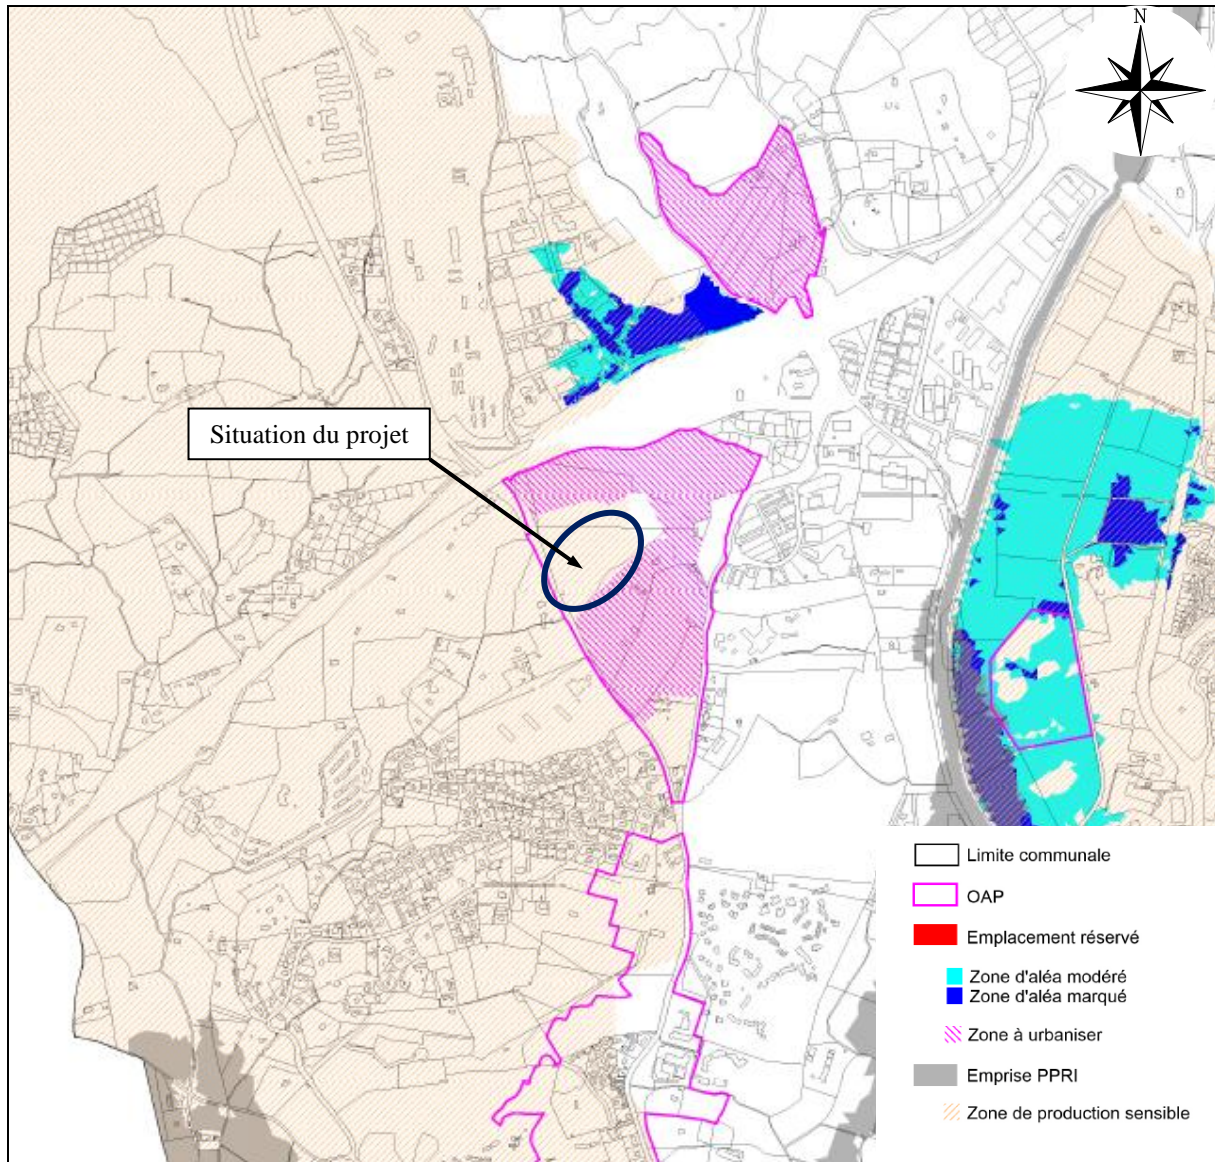 N
Situation du projet
Limite communale
OAP
Emplacement réservé
Zone d'aléa modéré
Zone d'aléa marqué
Zone à urbaniser
Emprise PPRI
Zone de production sensible